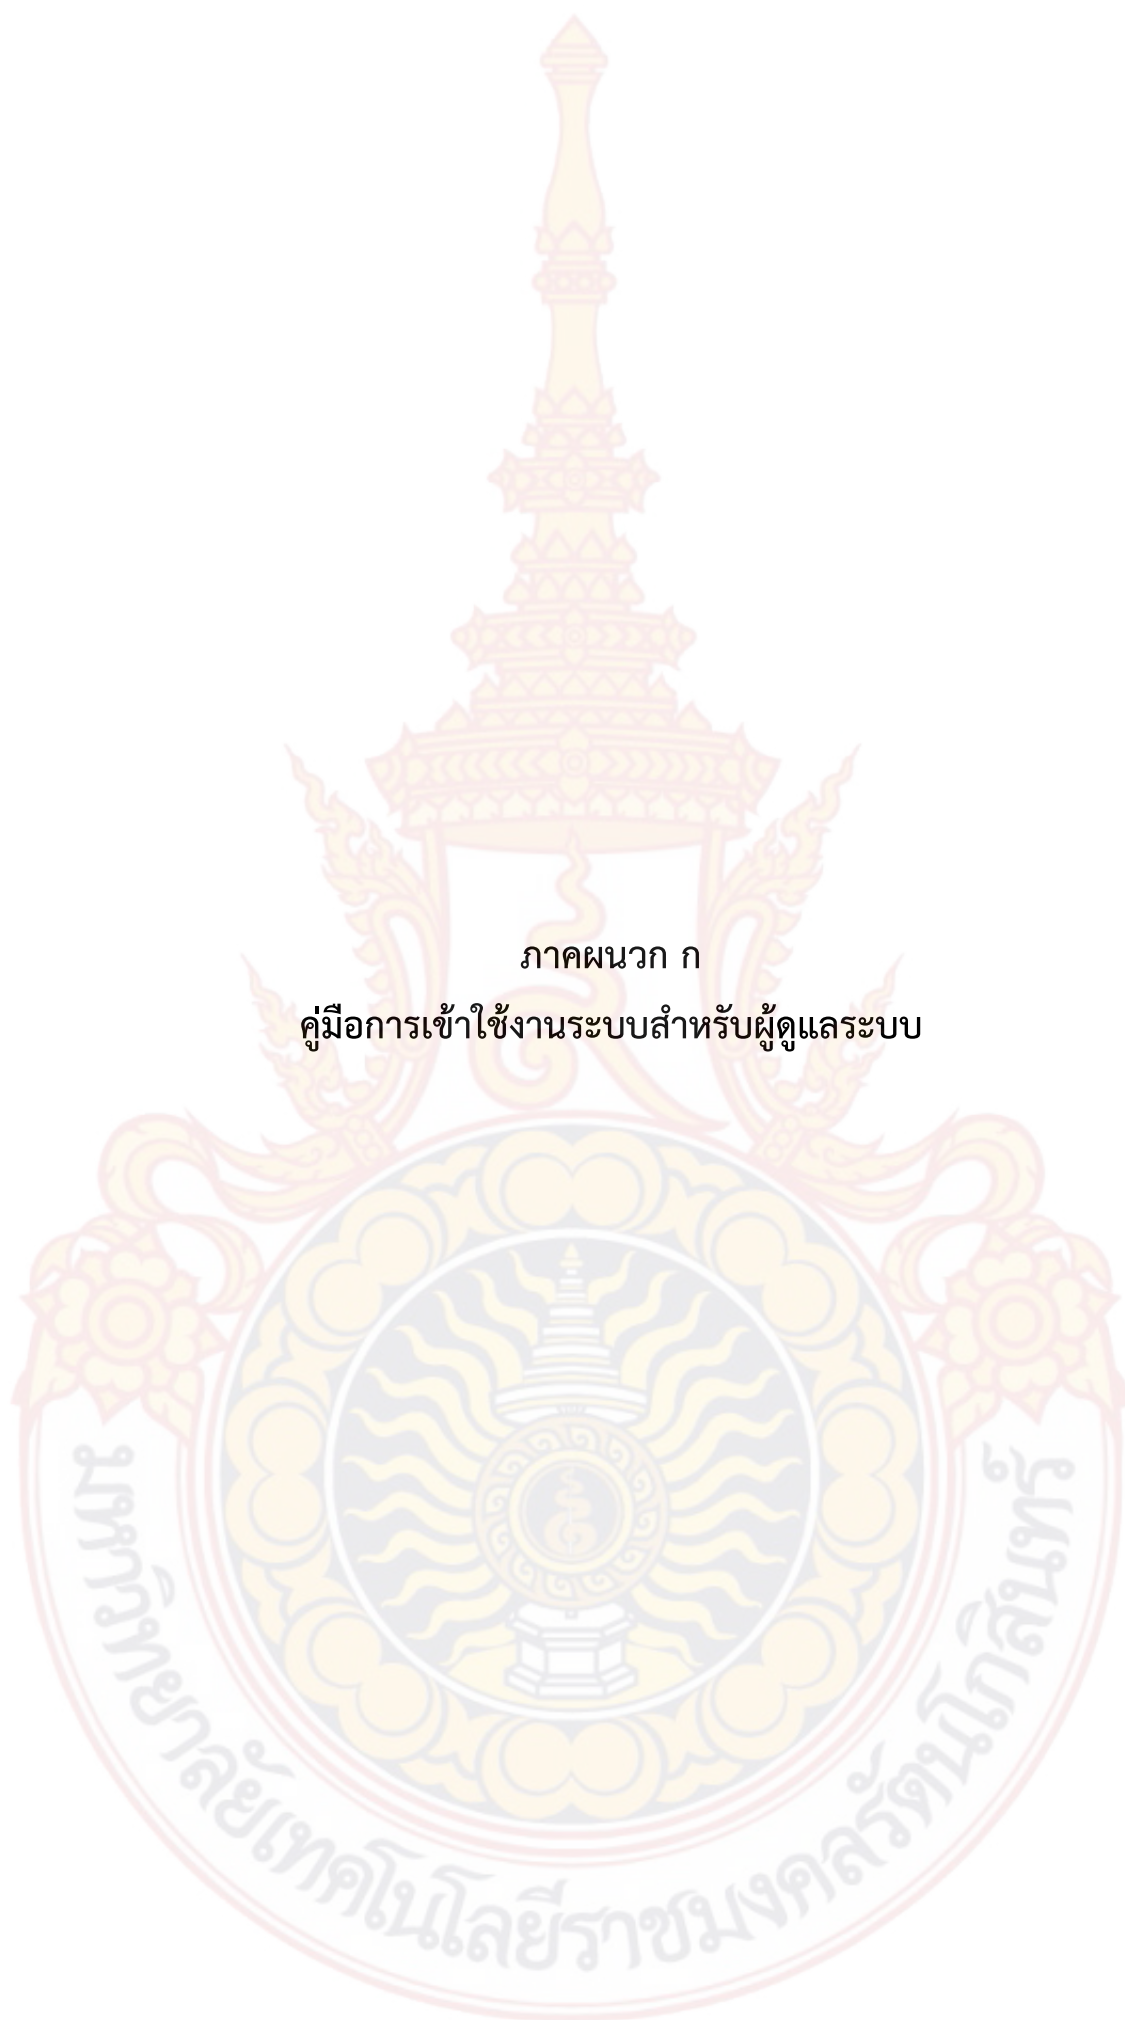 ภาคผนวก ก
คู่มือการเข้าใช้งานระบบสำหรับผู้ดูแลระบบ
มหาวิทยาลัยเทคโนโลยีราชมงคลรัตนโกสินทร์